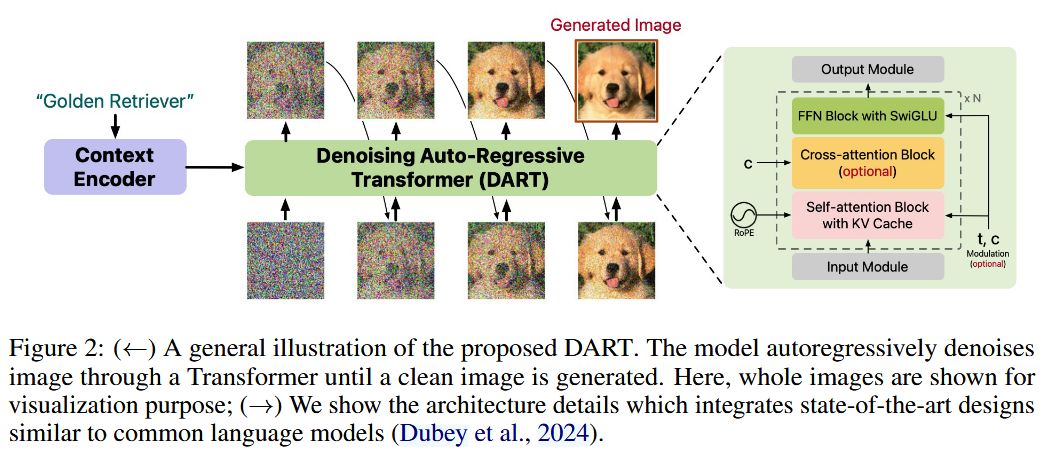 Generated Image
"Golden Retriever"
Context
Encoder
Denoising Auto-Regressive
Transformer (DART)
Output Module
x N
FFN Block with SwiGLU
c
Cross-attention Block
(optional)
Self-attention Block
with KV Cache
RoPE
t, c
Modulation
(optional)
Input Module
Figure 2: (←) A general illustration of the proposed DART. The model autoregressively denoises
image through a Transformer until a clean image is generated. Here, whole images are shown for
visualization purpose; (→) We show the architecture details which integrates state-of-the-art designs
similar to common language models (Dubey et al., 2024).